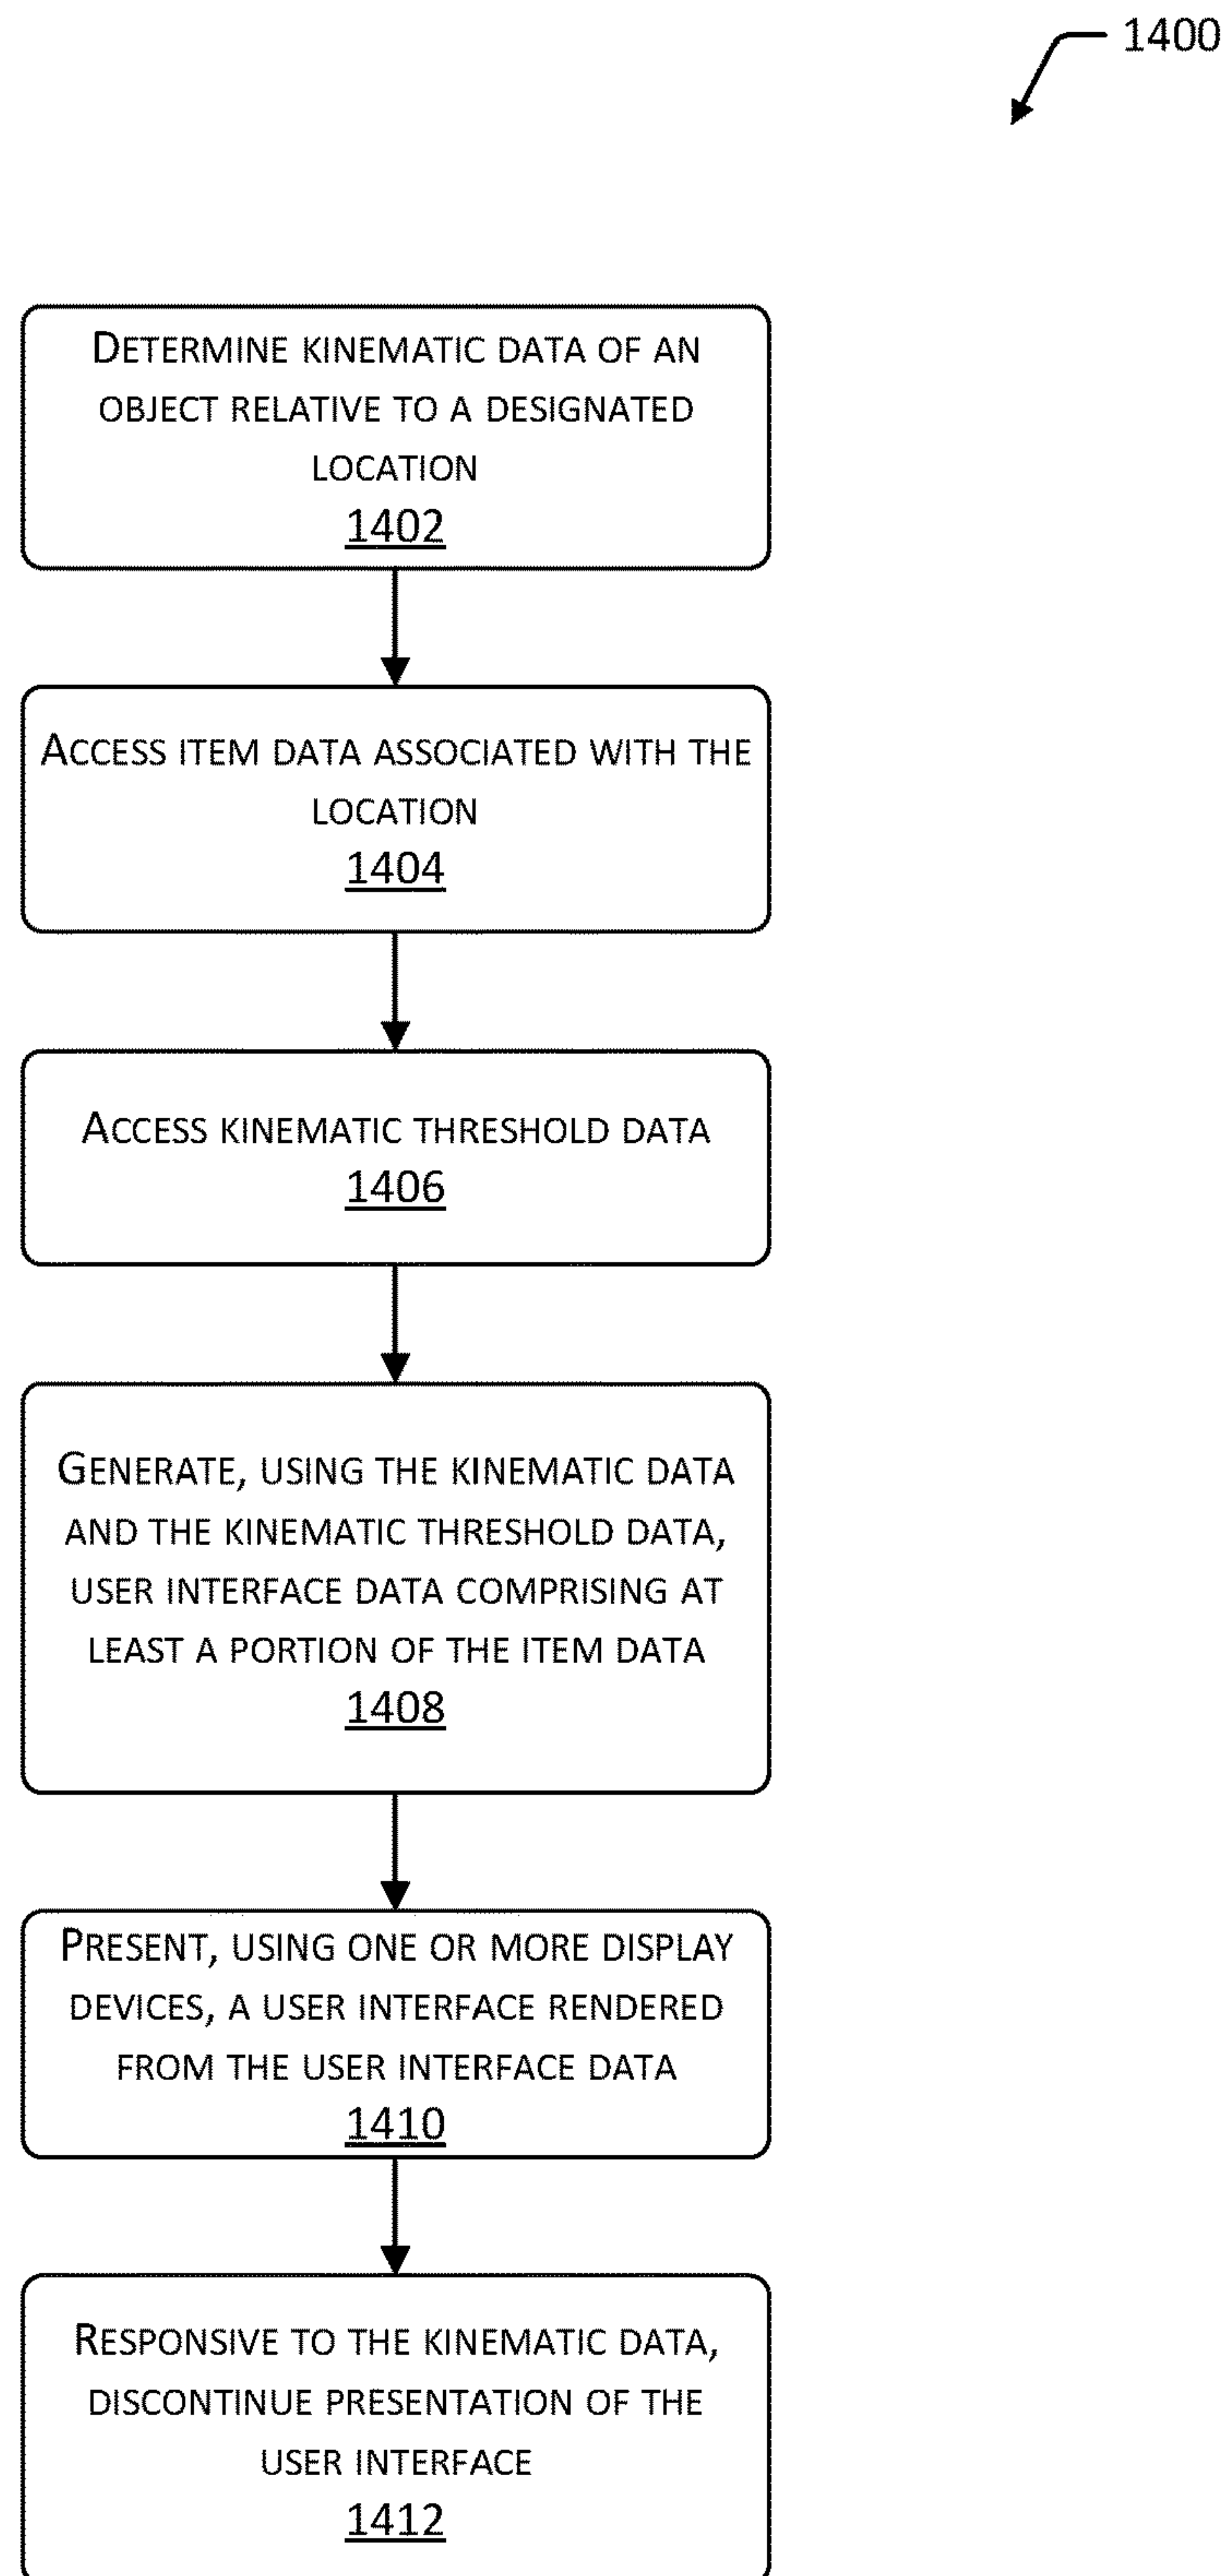 1400
DETERMINE KINEMATIC DATA OF AN
OBJECT RELATIVE TO A DESIGNATED
LOCATION
1402
ACCESS ITEM DATA ASSOCIATED WITH THE
LOCATION
1404
ACCESS KINEMATIC THRESHOLD DATA
1406
GENERATE, USING THE KINEMATIC DATA
AND THE KINEMATIC THRESHOLD DATA,
USER INTERFACE DATA COMPRISING AT
LEAST A PORTION OF THE ITEM DATA
1408
PRESENT, USING ONE OR MORE DISPLAY
DEVICES, A USER INTERFACE RENDERED
FROM THE USER INTERFACE DATA
1410
RESPONSIVE TO THE KINEMATIC DATA,
DISCONTINUE PRESENTATION OF THE
USER INTERFACE
1412